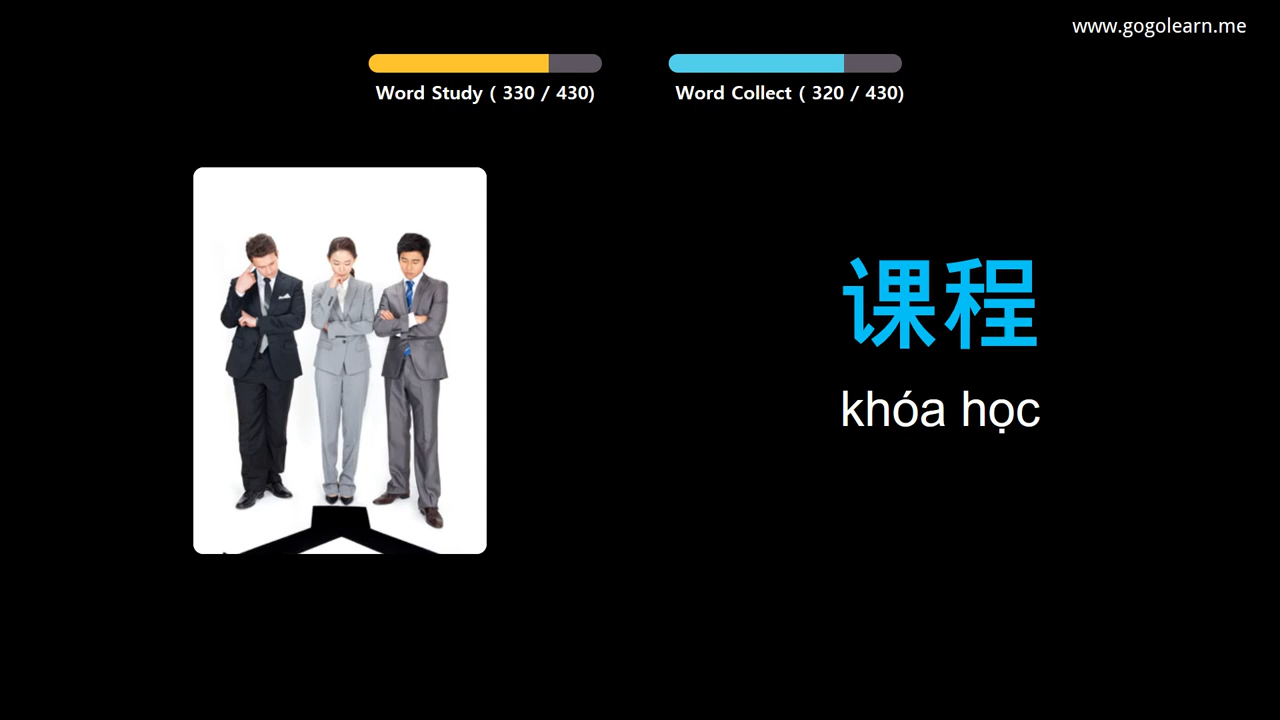 www.gogolearn.me
Word Study ( 330 / 430)
Word Collect ( 320 / 430)
课程
khóa học